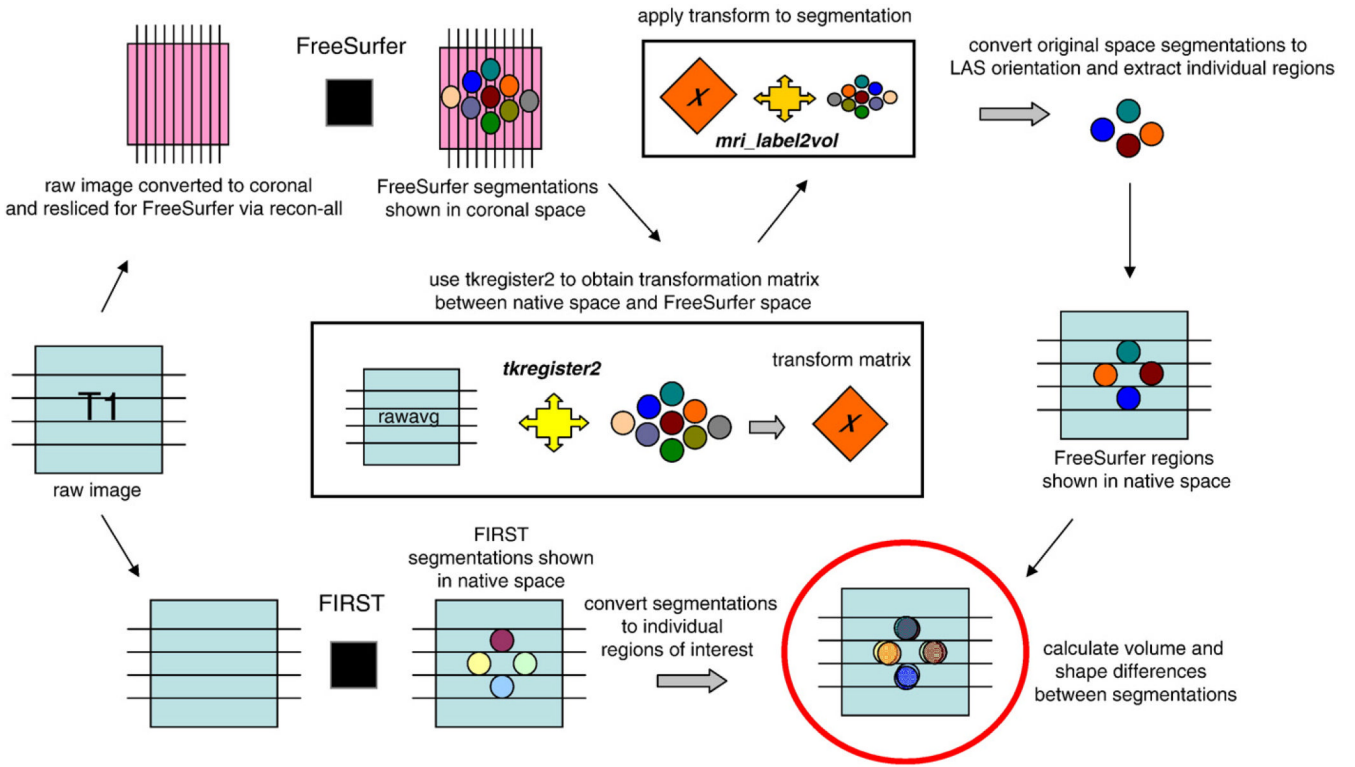 apply transform to segmentation
FreeSurfer
convert original space segmentations to
LAS orientation and extract individual regions
X
mri_label2vol
raw image converted to coronal
and resliced for FreeSurfer via recon-all
FreeSurfer segmentations
shown in coronal space
use tkregister2 to obtain transformation matrix
between native space and FreeSurfer space
tkregister2
transform matrix
rawavg
X
T1
raw image
FreeSurfer regions
shown in native space
FIRST
segmentations shown
in native space
FIRST
convert segmentations
to individual
regions of interest
calculate volume and
shape differences
between segmentations